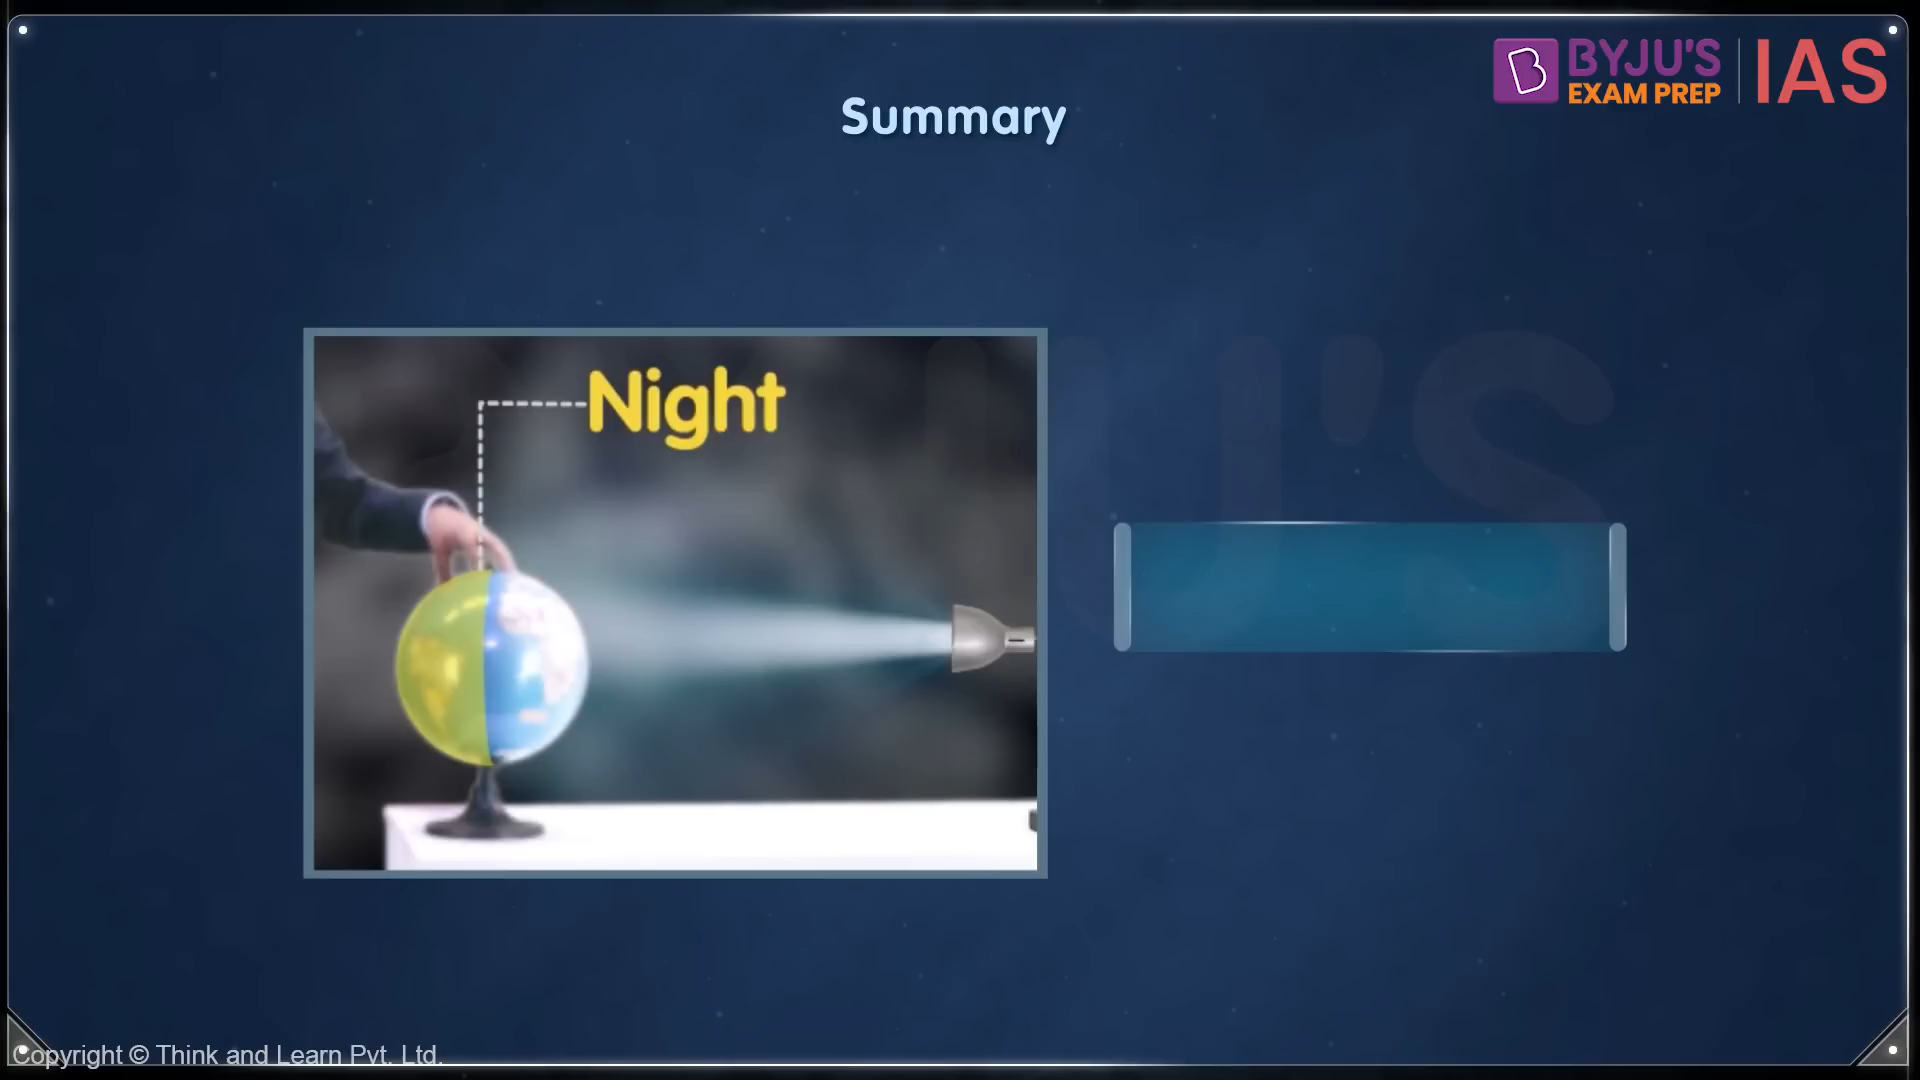 BYJU'S
EXAM PREP
IAS
Summary
Night
Copyright © Think and Learn Pvt. Ltd.